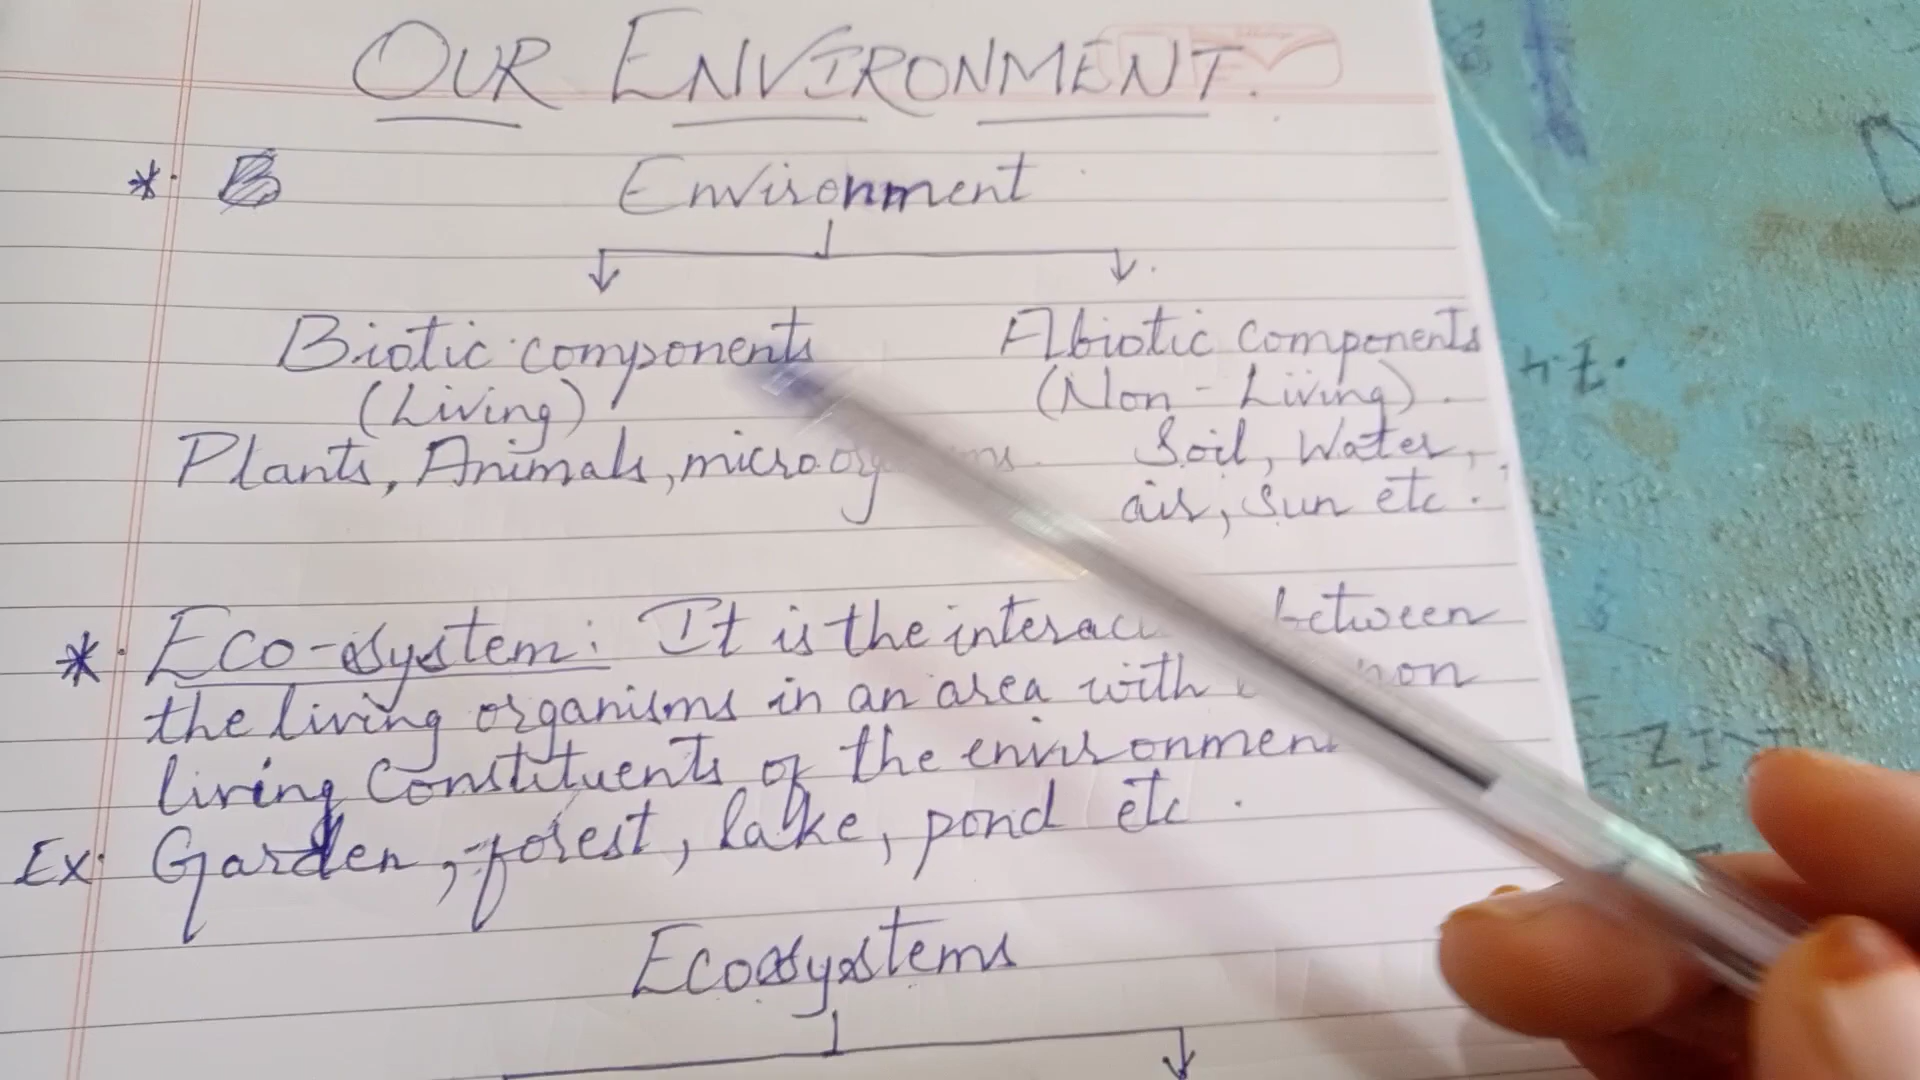 OUR ENVIRONMENT.
* Environment
Biotic components Abiotic Components
(Living) (Non-Living).
Plants, Animals, Soil, Water,
air, Sun etc.
* Eco-system: It is the between
the living organisms in an area with
living Constituents of the
Ex: Garden, forest, lake, pond etc.
Ecosystems